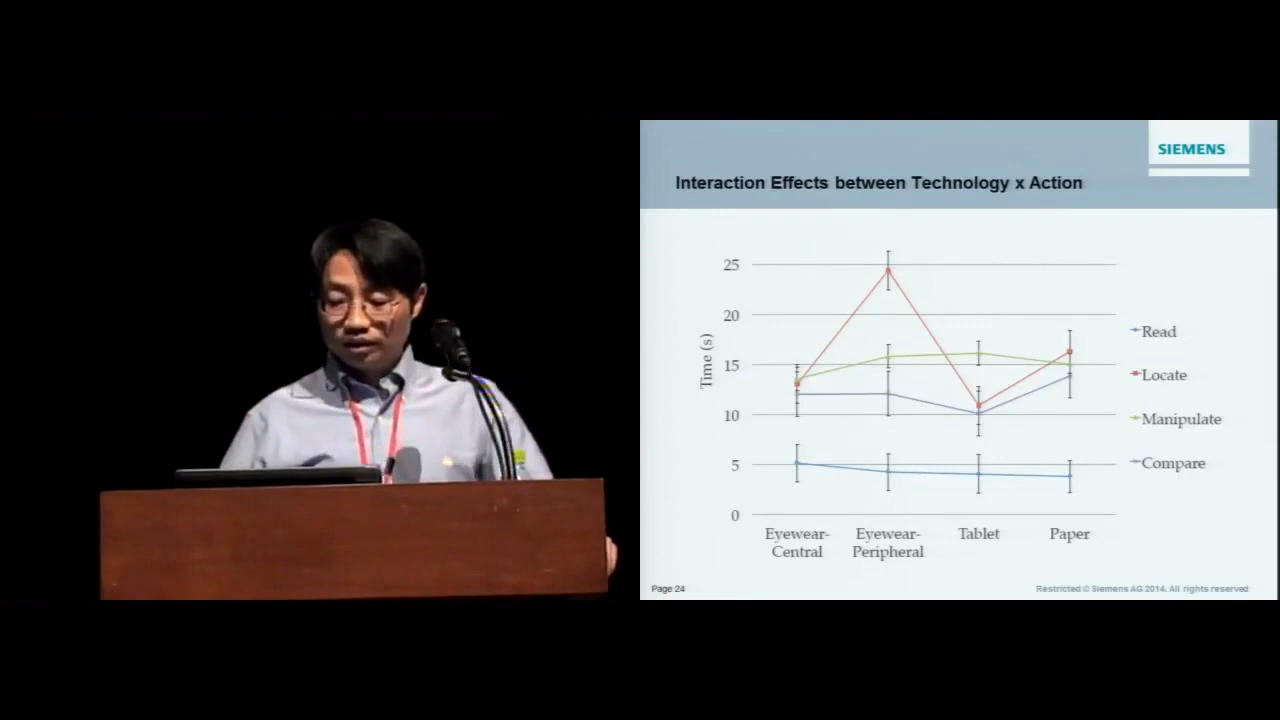 SIEMENS
Interaction Effects between Technology x Action
25
20
15
10
5
0
Time (s)
Read
Locate
Manipulate
Compare
Eyewear-
Central
Eyewear-
Peripheral
Tablet
Paper
Page 24
Restricted © Siemens AG 2014. All rights reserved